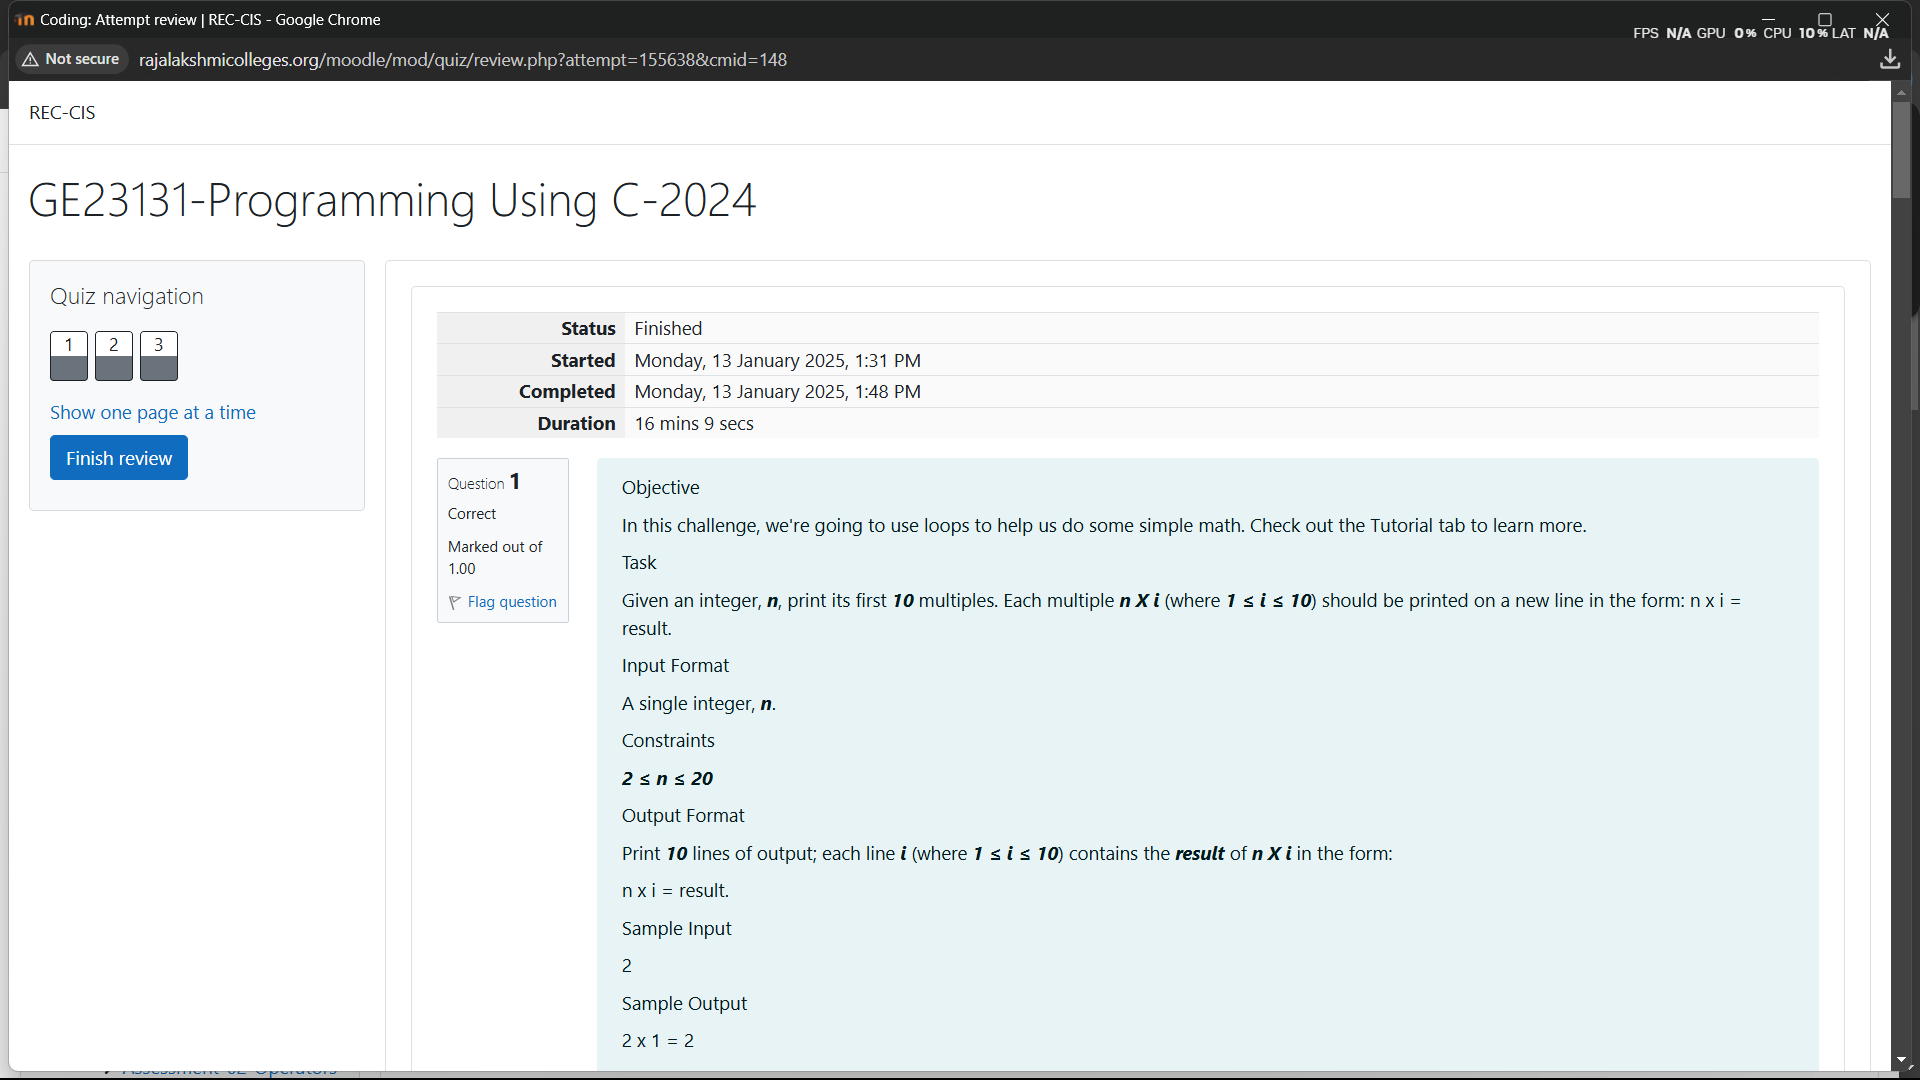 Coding: Attempt review | REC-CIS - Google Chrome
FPS N/A GPU 0% CPU 10% LAT N/A
Not secure rajalakshmicolleges.org/moodle/mod/quiz/review.php?attempt=155638&cmid=148
REC-CIS
GE23131-Programming Using C-2024
Quiz navigation
1 2 3
Show one page at a time
Finish review
Status Finished
Started Monday, 13 January 2025, 1:31 PM
Completed Monday, 13 January 2025, 1:48 PM
Duration 16 mins 9 secs
Question 1
Correct
Marked out of
1.00
Flag question
Objective
In this challenge, we're going to use loops to help us do some simple math. Check out the Tutorial tab to learn more.
Task
Given an integer, n, print its first 10 multiples. Each multiple n X i (where 1 ≤ i ≤ 10) should be printed on a new line in the form: n x i =
result.
Input Format
A single integer, n.
Constraints
2 ≤ n ≤ 20
Output Format
Print 10 lines of output; each line i (where 1 ≤ i ≤ 10) contains the result of n X i in the form:
n x i = result.
Sample Input
2
Sample Output
2 x 1 = 2